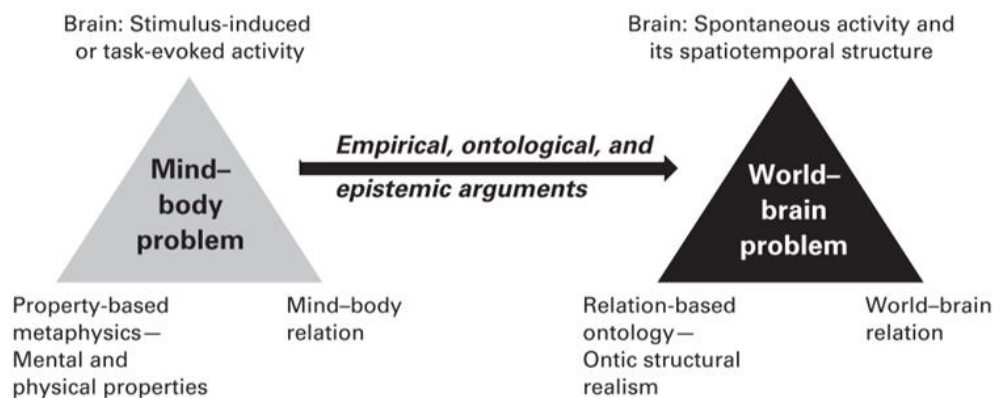 Brain: Stimulus-induced
or task-evoked activity
Mind–
body
problem
Property-based
metaphysics—
Mental and
physical properties
Mind–body
relation
Empirical, ontological, and
epistemic arguments
Brain: Spontaneous activity and
its spatiotemporal structure
World–
brain
problem
Relation-based
ontology—
Ontic structural
realism
World–brain
relation